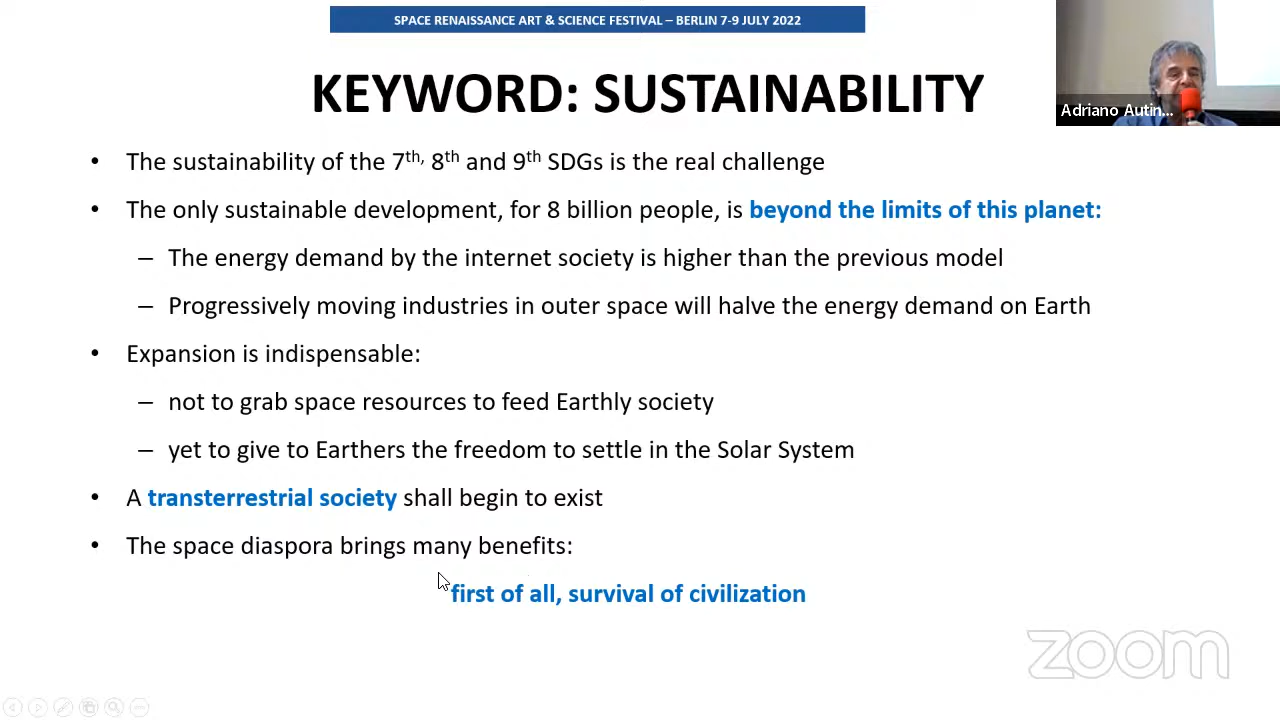 SPACE RENAISSANCE ART & SCIENCE FESTIVAL – BERLIN 7-9 JULY 2022
KEYWORD: SUSTAINABILITY
Adriano Autin...
• The sustainability of the 7th, 8th and 9th SDGs is the real challenge
• The only sustainable development, for 8 billion people, is beyond the limits of this planet:
– The energy demand by the internet society is higher than the previous model
– Progressively moving industries in outer space will halve the energy demand on Earth
• Expansion is indispensable:
– not to grab space resources to feed Earthly society
– yet to give to Earthers the freedom to settle in the Solar System
• A transterrestrial society shall begin to exist
• The space diaspora brings many benefits:
first of all, survival of civilization
zoom